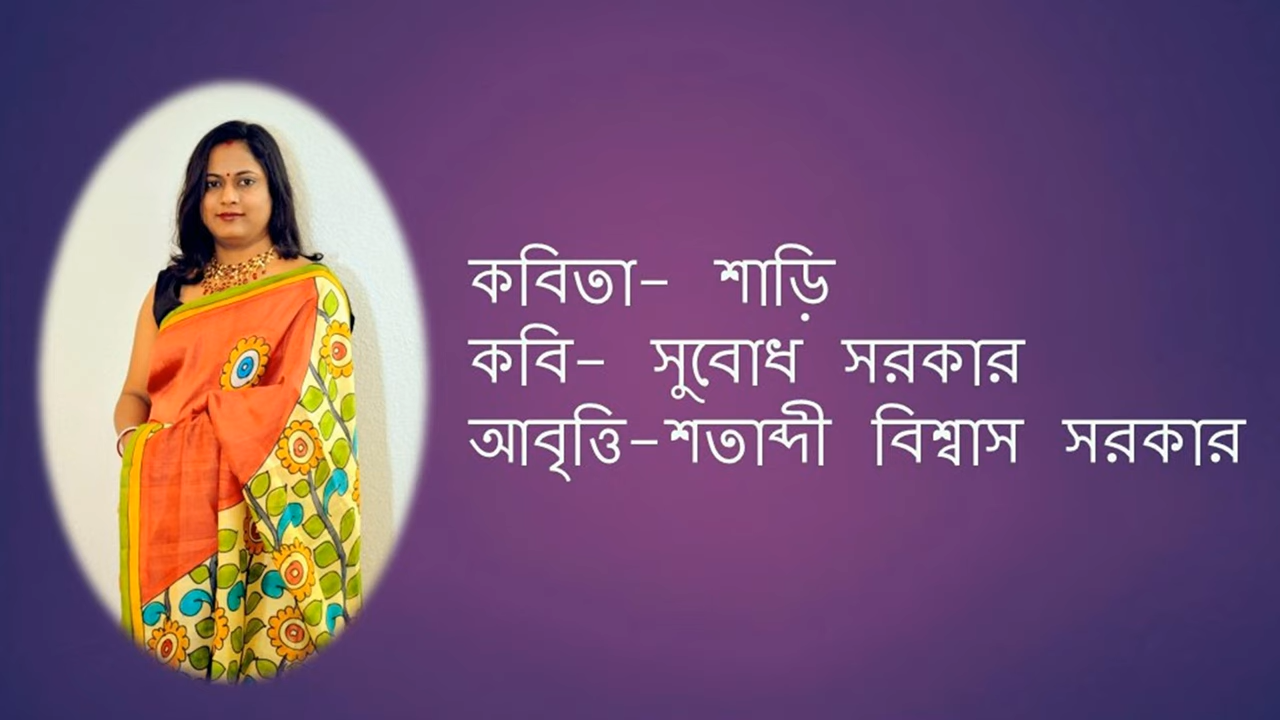 কবিতা- শাড়ি
কবি- সুবোধ সরকার
আবৃত্তি-শতাব্দী বিশ্বাস সরকার